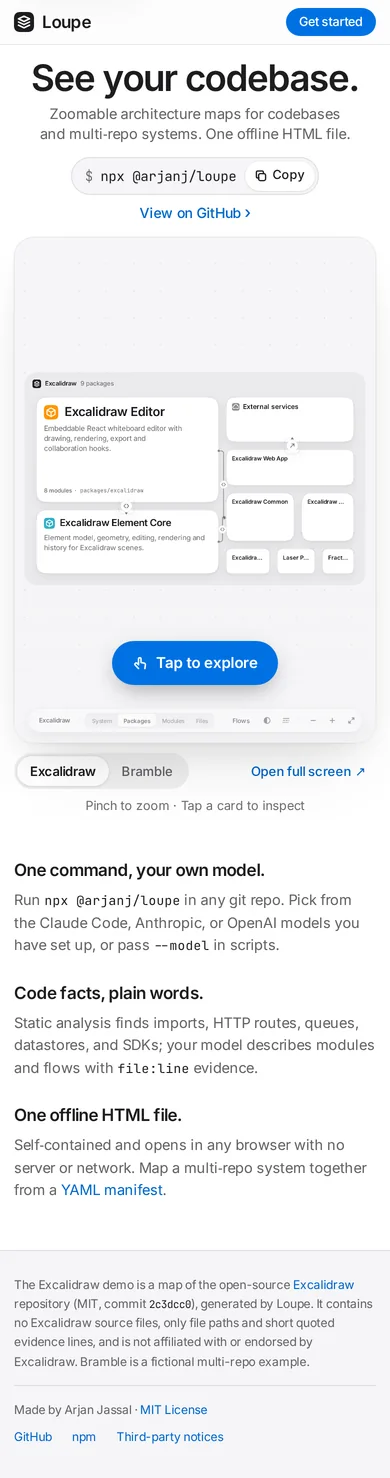 Loupe
Get started
See your codebase.
Zoomable architecture maps for codebases
and multi-repo systems. One offline HTML file.
$ npx @arjanj/loupe
Copy
View on GitHub ›
Excalidraw 9 packages
Excalidraw Editor
Embeddable React whiteboard editor with
drawing, rendering, export and
collaboration hooks.
8 modules · packages/excalidraw
Excalidraw Element Core
Element model, geometry, editing, rendering and
history for Excalidraw scenes.
External services
Excalidraw Web App
Excalidraw Common
Excalidraw ...
Excalidra...
Laser P...
Fract...
Tap to explore
Excalidraw
System
Packages
Modules
Files
Flows
Excalidraw
Bramble
Open full screen ↗
Pinch to zoom · Tap a card to inspect
One command, your own model.
Run npx @arjanj/loupe in any git repo. Pick from
the Claude Code, Anthropic, or OpenAI models you
have set up, or pass --model in scripts.
Code facts, plain words.
Static analysis finds imports, HTTP routes, queues,
datastores, and SDKs; your model describes modules
and flows with file:line evidence.
One offline HTML file.
Self-contained and opens in any browser with no
server or network. Map a multi-repo system together
from a YAML manifest.
The Excalidraw demo is a map of the open-source Excalidraw
repository (MIT, commit 2c3dcc0), generated by Loupe. It contains
no Excalidraw source files, only file paths and short quoted
evidence lines, and is not affiliated with or endorsed by
Excalidraw. Bramble is a fictional multi-repo example.
Made by Arjan Jassal · MIT License
GitHub
npm
Third-party notices